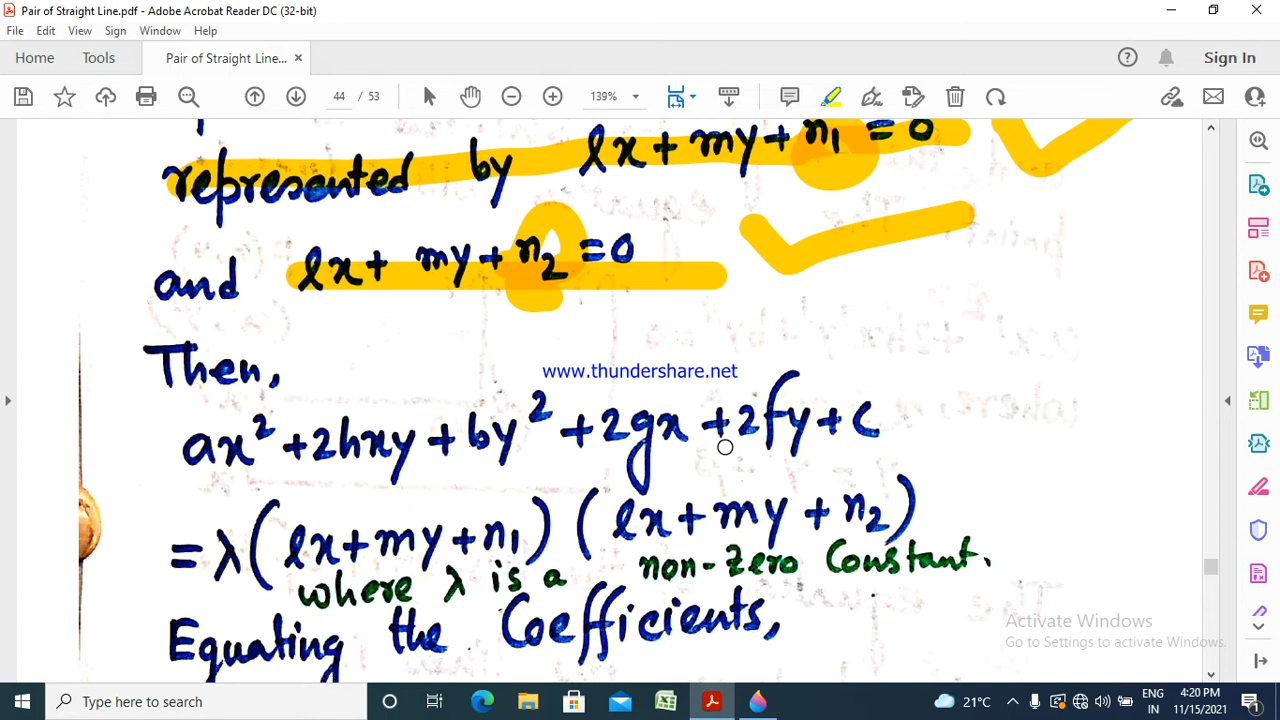 Pair of Straight Line.pdf - Adobe Acrobat Reader DC (32-bit)
File Edit View Sign Window Help
Home Tools Pair of Straight Line... × Sign In
44 / 53 139%
represented by lx + my + n₁ = 0
and lx + my + n₂ = 0
Then,
www.thundershare.net
ax² + 2hxy + by² + 2gx + 2fy + c
= λ(lx + my + n₁) (lx + my + n₂)
where λ is a non-zero Constant.
Equating the Coefficients,
Activate Windows
Go to Settings to activate Windows.
Type here to search
21°C
ENG
IN
4:20 PM
11/15/2021